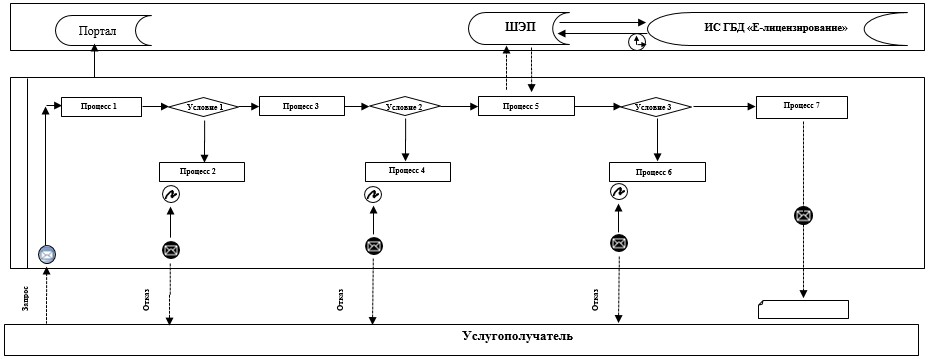 Портал
ШЭП
ИС ГБД «Е-лицензирование»
Процесс 1
Условие 1
Процесс 3
Условие 2
Процесс 5
Условие 3
Процесс 7
Процесс 2
Процесс 4
Процесс 6
Запрос
Отказ
Отказ
Отказ
Услугополучатель